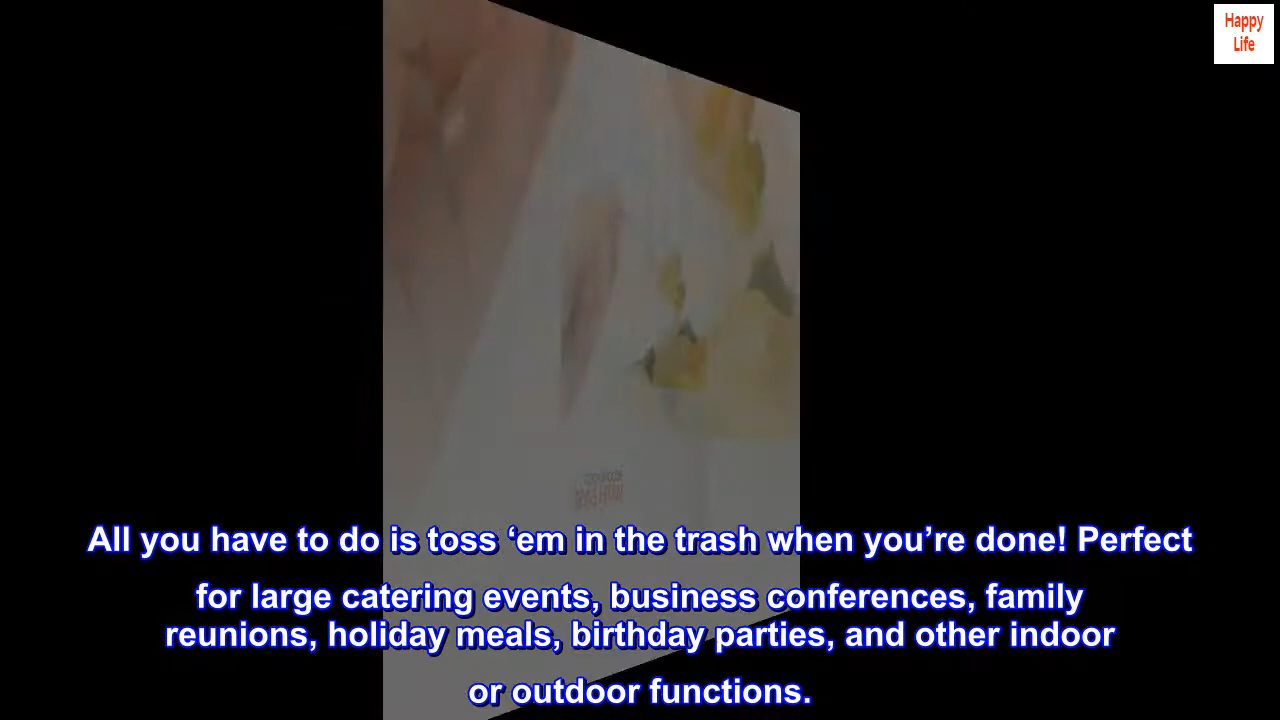 Happy
Life
All you have to do is toss ‘em in the trash when you’re done! Perfect
for large catering events, business conferences, family
reunions, holiday meals, birthday parties, and other indoor
or outdoor functions.